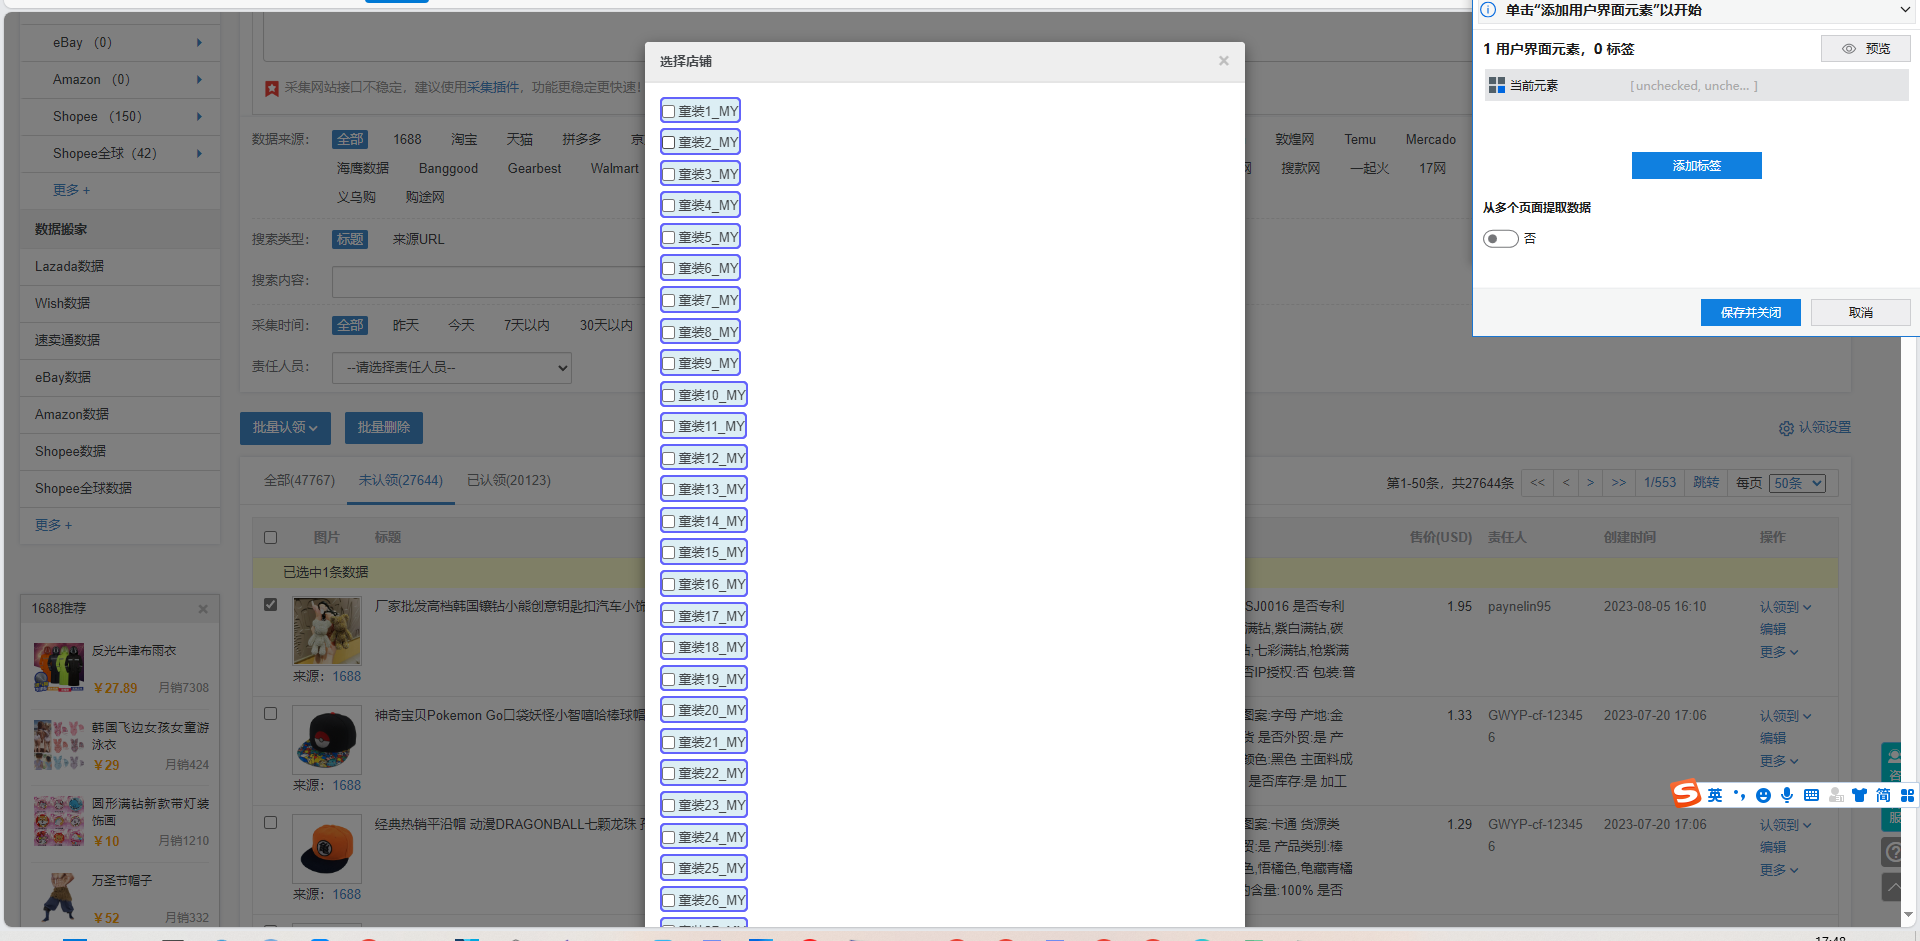 eBay （0）
Amazon （0）
Shopee （150）
Shopee全球（42）
更多 +
数据搬家
Lazada数据
Wish数据
速卖通数据
eBay数据
Amazon数据
Shopee数据
Shopee全球数据
更多 +
1688推荐
反光牛津布雨衣
¥27.89 月销7308
韩国飞边女孩女童游
泳衣
¥29 月销424
圆形满钻新款带灯装
饰画
¥10 月销1210
万圣节帽子
¥52 月销332
采集网站接口不稳定，建议使用采集插件，功能更稳定更快速！
数据来源： 全部 1688 淘宝 天猫 拼多多 敦煌网 Temu Mercado
海鹰数据 Banggood Gearbest Walmart 搜款网 一起火 17网
义乌购 购途网
搜索类型： 标题 来源URL
搜索内容：
采集时间： 全部 昨天 今天 7天以内 30天以内
责任人员： --请选择责任人员--
批量认领 批量删除 认领设置
全部(47767) 未认领(27644) 已认领(20123) 第1-50条，共27644条 << < > >> 1/553 跳转 每页 50条
图片 标题 售价(USD) 责任人 创建时间 操作
已选中1条数据
厂家批发高档韩国镶钻小熊创意钥匙扣汽车小饰
SJ0016 是否专利
满钻,紫白满钻,碳
,七彩满钻,枪紫满
IP授权:否 包装:普
1.95 paynelin95 2023-08-05 16:10 认领到
编辑
更多
来源：1688
神奇宝贝Pokemon Go口袋妖怪小智嘻哈棒球帽
图案:字母 产地:金
货 是否外贸:是 产
颜色:黑色 主面料成
是否库存:是 加工
1.33 GWYP-cf-12345
6
2023-07-20 17:06 认领到
编辑
更多
来源：1688
经典热销平沿帽 动漫DRAGONBALL七颗龙珠
图案:卡通 货源类
贸:是 产品类别:棒
色,悟橘色,龟藏青橘
含量:100% 是否
1.29 GWYP-cf-12345
6
2023-07-20 17:06 认领到
编辑
更多
来源：1688
选择店铺 ×
童装1_MY
童装2_MY
童装3_MY
童装4_MY
童装5_MY
童装6_MY
童装7_MY
童装8_MY
童装9_MY
童装10_MY
童装11_MY
童装12_MY
童装13_MY
童装14_MY
童装15_MY
童装16_MY
童装17_MY
童装18_MY
童装19_MY
童装20_MY
童装21_MY
童装22_MY
童装23_MY
童装24_MY
童装25_MY
童装26_MY
单击“添加用户界面元素”以开始
1 用户界面元素，0 标签 预览
当前元素 [unchecked, unche... ]
添加标签
从多个页面提取数据
否
保存并关闭 取消
S 英 简
咨
服